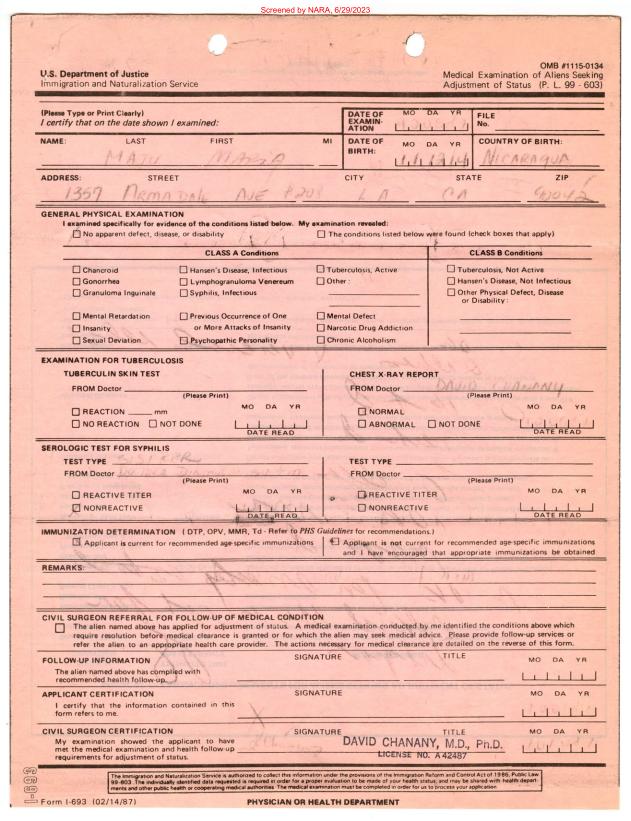 Screened by NARA, 6/29/2023
OMB #1115-0134
U.S. Department of Justice
Immigration and Naturalization Service
Medical Examination of Aliens Seeking
Adjustment of Status (P. L. 99 - 603)
(Please Type or Print Clearly)
I certify that on the date shown I examined:
DATE OF EXAMIN- ATION MO DA YR
FILE No.
NAME: LAST FIRST MI
MARIA
DATE OF BIRTH: MO DA YR
COUNTRY OF BIRTH:
NICARAGUA
ADDRESS: STREET CITY STATE ZIP
1357 ARMADALE AVE LA CA 90042
GENERAL PHYSICAL EXAMINATION
I examined specifically for evidence of the conditions listed below. My examination revealed:
No apparent defect, disease, or disability The conditions listed below were found (check boxes that apply)
CLASS A Conditions CLASS B Conditions
Chancroid Hansen's Disease, Infectious Tuberculosis, Active Tuberculosis, Not Active
Gonorrhea Lymphogranuloma Venereum Other: Hansen's Disease, Not Infectious
Granuloma Inguinale Syphilis, Infectious Other Physical Defect, Disease
or Disability:
Mental Retardation Previous Occurrence of One Mental Defect
Insanity or More Attacks of Insanity Narcotic Drug Addiction
Sexual Deviation Psychopathic Personality Chronic Alcoholism
EXAMINATION FOR TUBERCULOSIS
TUBERCULIN SKIN TEST CHEST X-RAY REPORT
FROM Doctor FROM Doctor DAVID CHANANY
(Please Print) (Please Print)
REACTION mm MO DA YR NORMAL MO DA YR
NO REACTION NOT DONE ABNORMAL NOT DONE
DATE READ DATE READ
SEROLOGIC TEST FOR SYPHILIS
TEST TYPE TEST TYPE
FROM Doctor FROM Doctor
(Please Print) (Please Print)
REACTIVE TITER MO DA YR REACTIVE TITER MO DA YR
NONREACTIVE NONREACTIVE
DATE READ DATE READ
IMMUNIZATION DETERMINATION (DTP, OPV, MMR, Td - Refer to PHS Guidelines for recommendations.)
Applicant is current for recommended age-specific immunizations Applicant is not current for recommended age-specific immunizations
and I have encouraged that appropriate immunizations be obtained
REMARKS:
CIVIL SURGEON REFERRAL FOR FOLLOW-UP OF MEDICAL CONDITION
The alien named above has applied for adjustment of status. A medical examination conducted by me identified the conditions above which
require resolution before medical clearance is granted or for which the alien may seek medical advice. Please provide follow-up services or
refer the alien to an appropriate health care provider. The actions necessary for medical clearance are detailed on the reverse of this form.
FOLLOW-UP INFORMATION SIGNATURE TITLE MO DA YR
The alien named above has complied with
recommended health follow-up.
APPLICANT CERTIFICATION SIGNATURE MO DA YR
I certify that the information contained in this
form refers to me.
X
CIVIL SURGEON CERTIFICATION SIGNATURE TITLE MO DA YR
My examination showed the applicant to have
met the medical examination and health follow-up
requirements for adjustment of status.
DAVID CHANANY, M.D., Ph.D.
LICENSE NO. A42487
The Immigration and Naturalization Service is authorized to collect this information under the provisions of the Immigration Reform and Control Act of 1986, Public Law
99-603. The individually identified data requested is required in order for a proper evaluation to be made of your health status; and may be shared with health depart-
ments and other public health or cooperating medical authorities. The medical examination must be completed in order for us to process your application.
Form I-693 (02/14/87) PHYSICIAN OR HEALTH DEPARTMENT